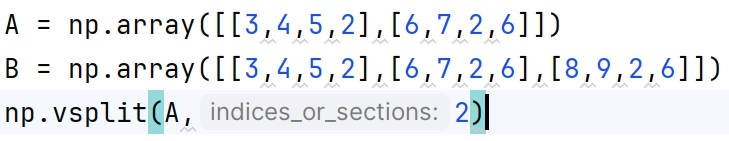 A = np.array([[3,4,5,2],[6,7,2,6]])
B = np.array([[3,4,5,2],[6,7,2,6],[8,9,2,6]])
np.vsplit(A, indices_or_sections: 2)